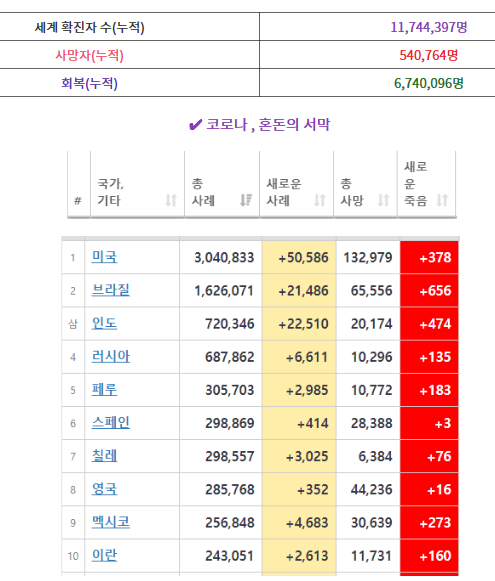 세계 확진자 수(누적) 11,744,397명
사망자(누적) 540,764명
회복(누적) 6,740,096명
✔ 코로나 , 혼돈의 서막
# 국가, 기타 총 사례 새로운 사례 총 사망 새로운 죽음
1 미국 3,040,833 +50,586 132,979 +378
2 브라질 1,626,071 +21,486 65,556 +656
삼 인도 720,346 +22,510 20,174 +474
4 러시아 687,862 +6,611 10,296 +135
5 페루 305,703 +2,985 10,772 +183
6 스페인 298,869 +414 28,388 +3
7 칠레 298,557 +3,025 6,384 +76
8 영국 285,768 +352 44,236 +16
9 멕시코 256,848 +4,683 30,639 +273
10 이란 243,051 +2,613 11,731 +160